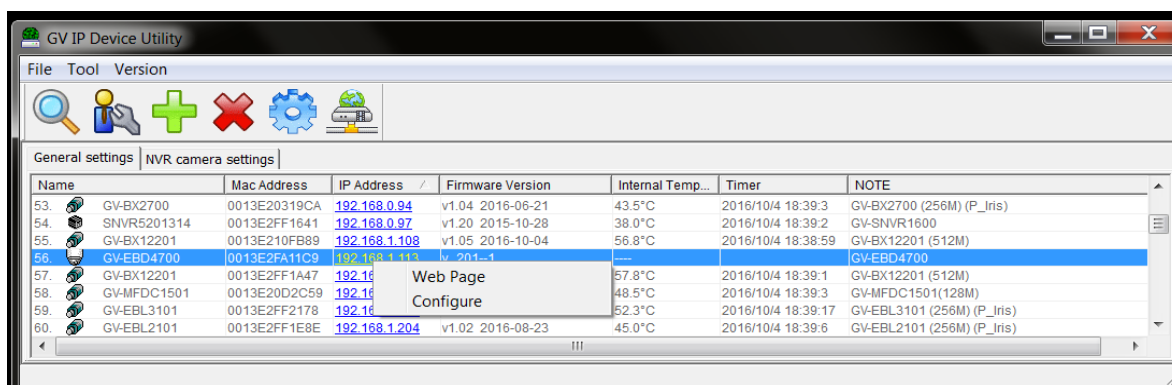 GV IP Device Utility
File Tool Version
General settings NVR camera settings
Name Mac Address IP Address Firmware Version Internal Temp... Timer NOTE
53. GV-BX2700 0013E20319CA 192.168.0.94 v1.04 2016-06-21 43.5°C 2016/10/4 18:39:3 GV-BX2700 (256M) (P_Iris)
54. SNVR5201314 0013E2FF1641 192.168.0.97 v1.20 2015-10-28 38.0°C 2016/10/4 18:39:2 GV-SNVR1600
55. GV-BX12201 0013E210FB89 192.168.1.108 v1.05 2016-10-04 56.8°C 2016/10/4 18:38:59 GV-BX12201 (512M)
56. GV-EBD4700 0013E2FA11C9 192.168.1.113 v_201--1 ---- GV-EBD4700
57. GV-BX12201 0013E2FF1A47 192.16 Web Page 57.8°C 2016/10/4 18:39:1 GV-BX12201 (512M)
58. GV-MFDC1501 0013E20D2C59 192.16 Configure 48.5°C 2016/10/4 18:39:3 GV-MFDC1501(128M)
59. GV-EBL3101 0013E2FF2178 192.16 52.3°C 2016/10/4 18:39:17 GV-EBL3101 (256M) (P_Iris)
60. GV-EBL2101 0013E2FF1E8E 192.168.1.204 v1.02 2016-08-23 45.0°C 2016/10/4 18:39:6 GV-EBL2101 (256M) (P_Iris)